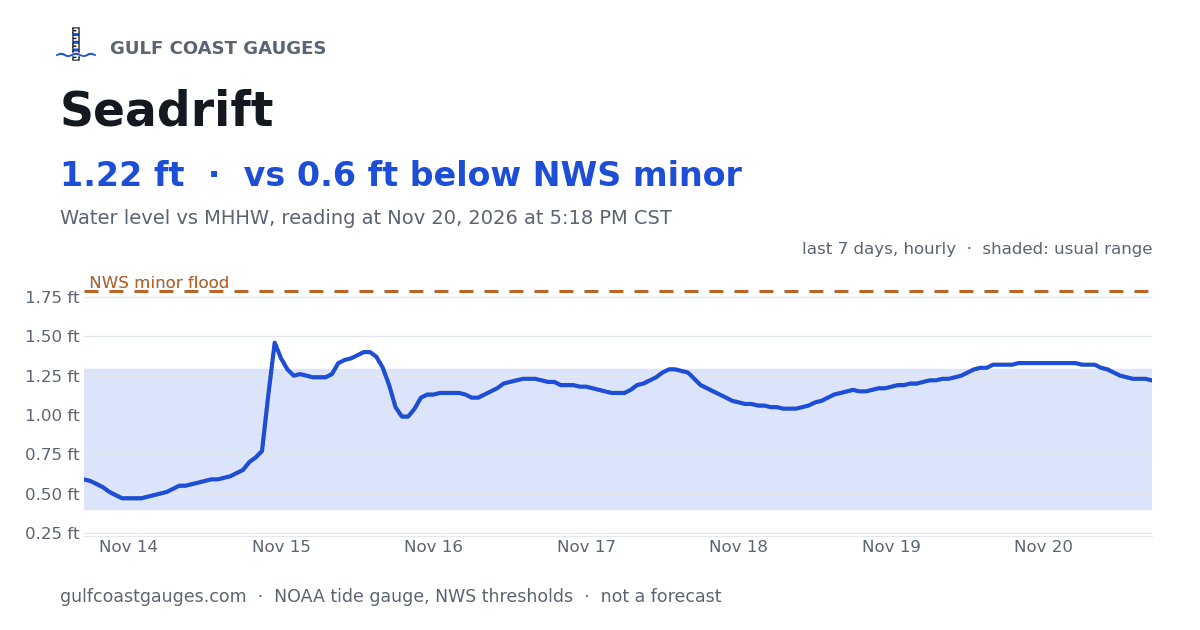 GULF COAST GAUGES
Seadrift
1.22 ft · vs 0.6 ft below NWS minor
Water level vs MHHW, reading at Nov 20, 2026 at 5:18 PM CST
last 7 days, hourly · shaded: usual range
NWS minor flood
1.75 ft
1.50 ft
1.25 ft
1.00 ft
0.75 ft
0.50 ft
0.25 ft
Nov 14 Nov 15 Nov 16 Nov 17 Nov 18 Nov 19 Nov 20
gulfcoastgauges.com · NOAA tide gauge, NWS thresholds · not a forecast